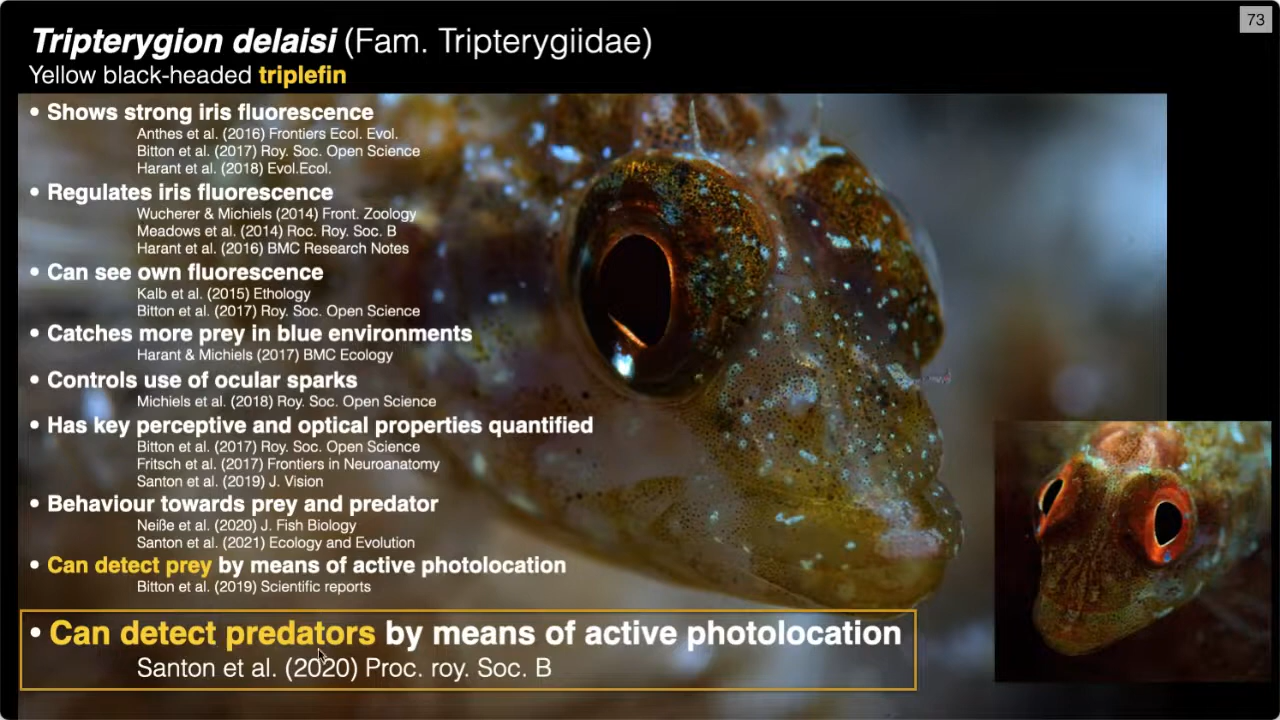 73
Tripterygion delaisi (Fam. Tripterygiidae)
Yellow black-headed triplefin
• Shows strong iris fluorescence
Anthes et al. (2016) Frontiers Ecol. Evol.
Bitton et al. (2017) Roy. Soc. Open Science
Harant et al. (2018) Evol.Ecol.
• Regulates iris fluorescence
Wucherer & Michiels (2014) Front. Zoology
Meadows et al. (2014) Roc. Roy. Soc. B
Harant et al. (2016) BMC Research Notes
• Can see own fluorescence
Kalb et al. (2015) Ethology
Bitton et al. (2017) Roy. Soc. Open Science
• Catches more prey in blue environments
Harant & Michiels (2017) BMC Ecology
• Controls use of ocular sparks
Michiels et al. (2018) Roy. Soc. Open Science
• Has key perceptive and optical properties quantified
Bitton et al. (2017) Roy. Soc. Open Science
Fritsch et al. (2017) Frontiers in Neuroanatomy
Santon et al. (2019) J. Vision
• Behaviour towards prey and predator
Neiße et al. (2020) J. Fish Biology
Santon et al. (2021) Ecology and Evolution
• Can detect prey by means of active photolocation
Bitton et al. (2019) Scientific reports
• Can detect predators by means of active photolocation
Santon et al. (2020) Proc. roy. Soc. B